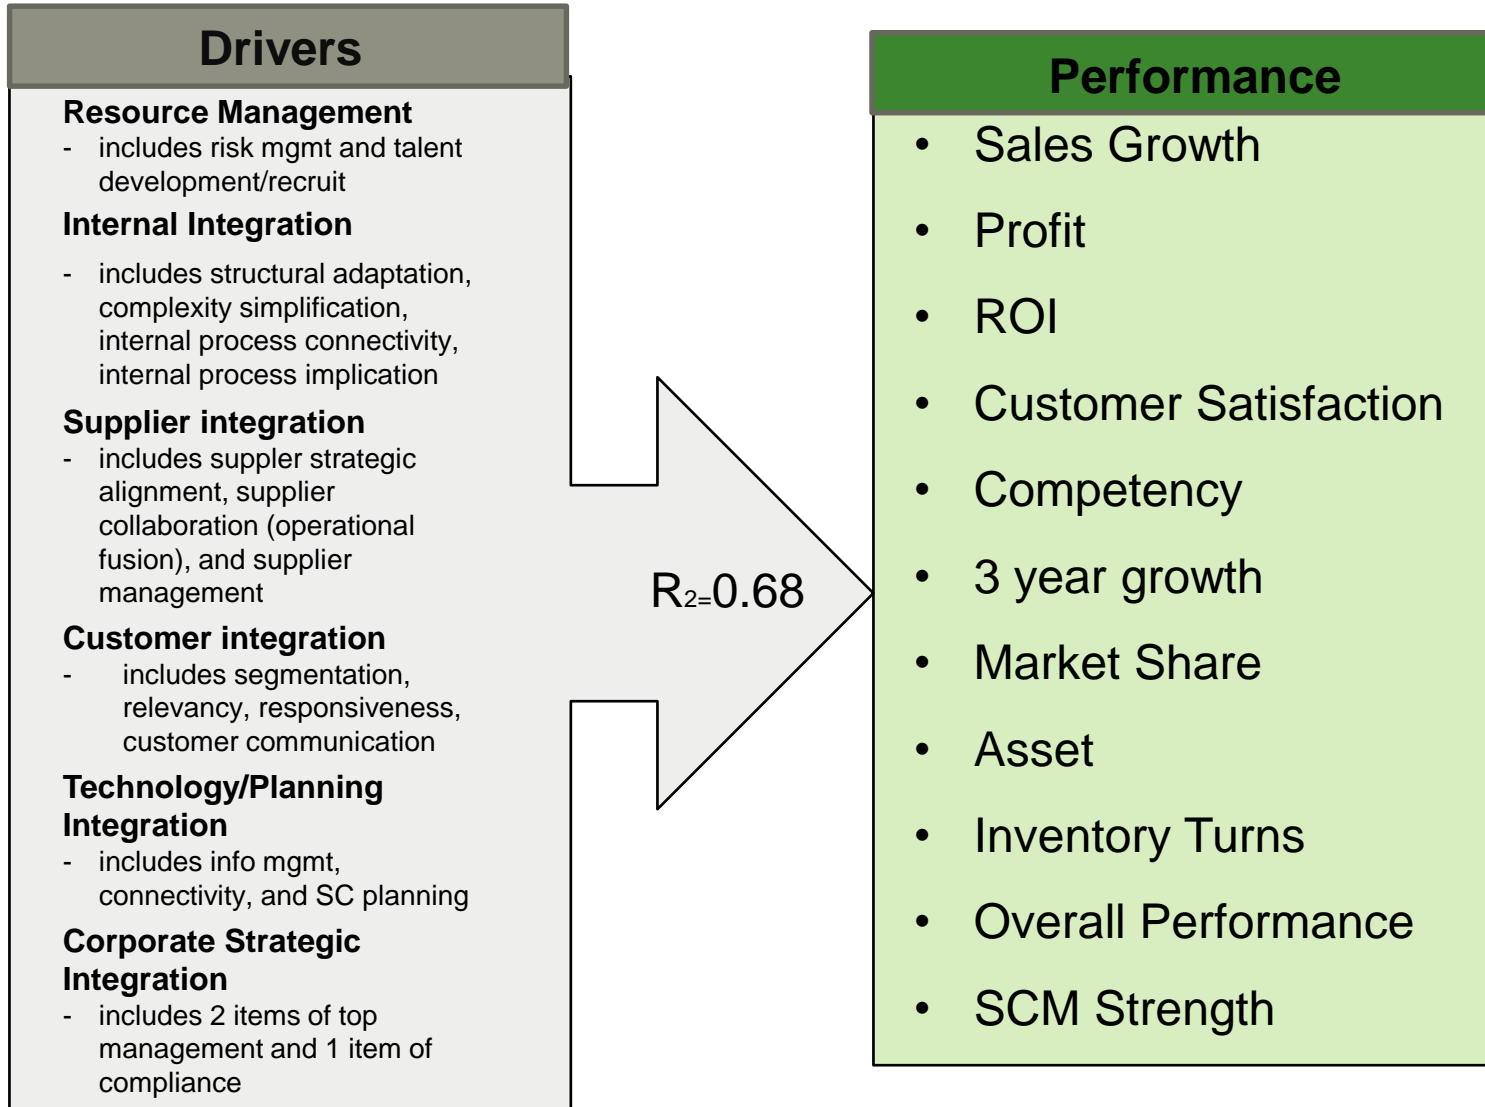 Drivers
Resource Management
- includes risk mgmt and talent
development/recruit
Internal Integration
- includes structural adaptation,
complexity simplification,
internal process connectivity,
internal process implication
Supplier integration
- includes suppler strategic
alignment, supplier
collaboration (operational
fusion), and supplier
management
Customer integration
- includes segmentation,
relevancy, responsiveness,
customer communication
Technology/Planning
Integration
- includes info mgmt,
connectivity, and SC planning
Corporate Strategic
Integration
- includes 2 items of top
management and 1 item of
compliance
R2=0.68
Performance
• Sales Growth
• Profit
• ROI
• Customer Satisfaction
• Competency
• 3 year growth
• Market Share
• Asset
• Inventory Turns
• Overall Performance
• SCM Strength